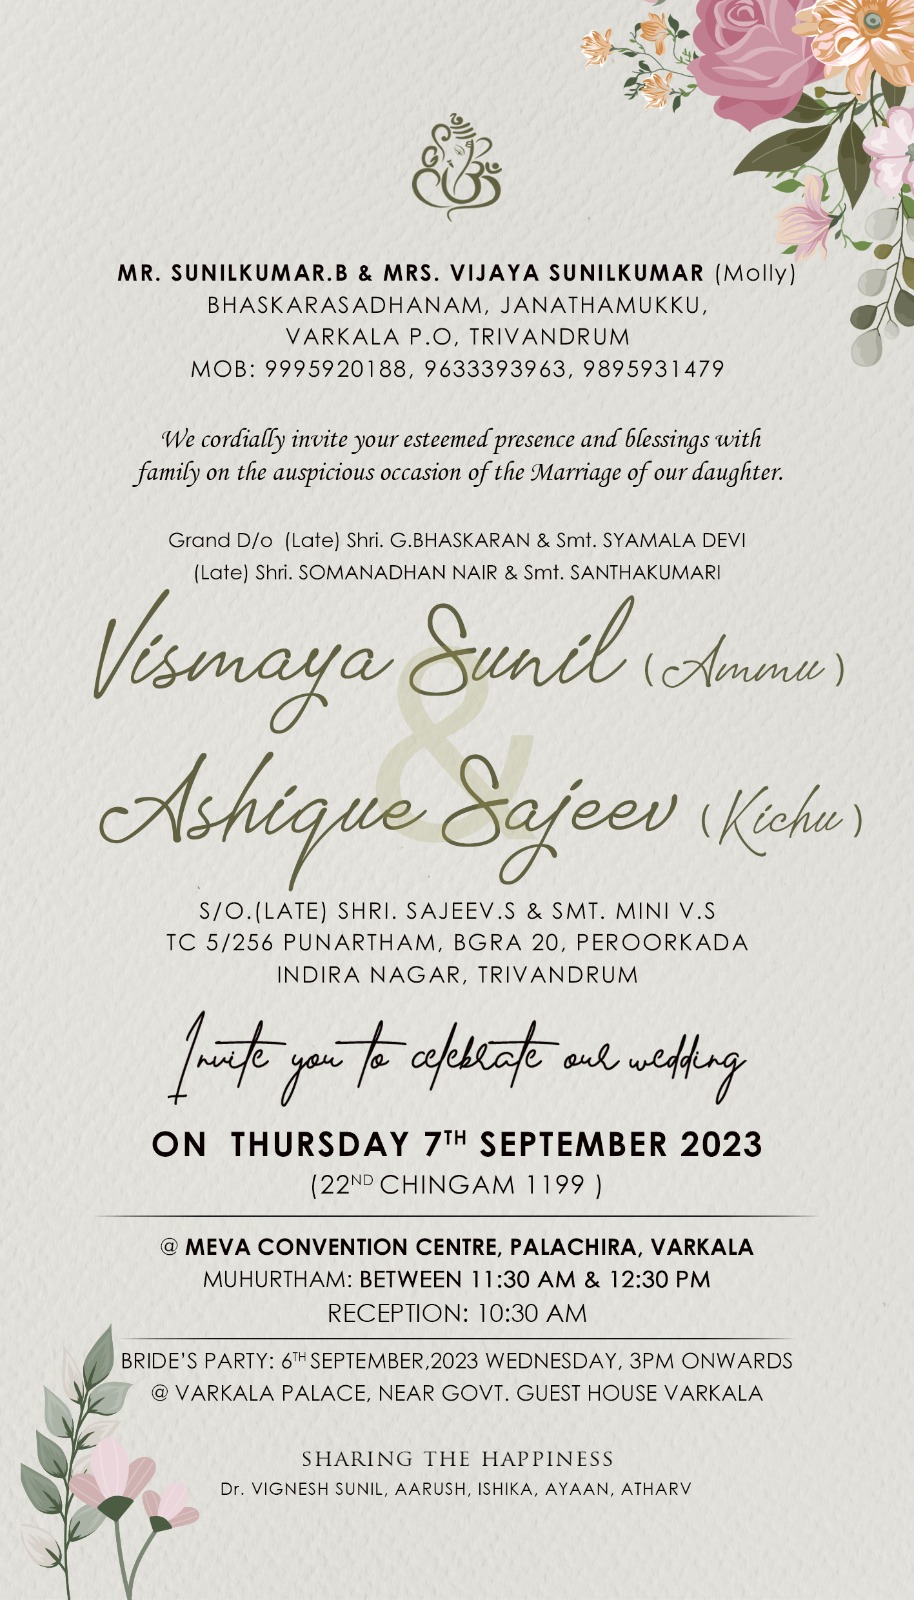 MR. SUNILKUMAR.B & MRS. VIJAYA SUNILKUMAR (Molly)
BHASKARASADHANAM, JANATHAMUKKU,
VARKALA P.O, TRIVANDRUM
MOB: 9995920188, 9633393963, 9895931479
We cordially invite your esteemed presence and blessings with
family on the auspicious occasion of the Marriage of our daughter.
Grand D/o (Late) Shri. G.BHASKARAN & Smt. SYAMALA DEVI
(Late) Shri. SOMANADHAN NAIR & Smt. SANTHAKUMARI
Vismaya Sunil (Ammu)
&
Ashique Sajeev (Kichu)
S/O.(LATE) SHRI. SAJEEV.S & SMT. MINI V.S
TC 5/256 PUNARTHAM, BGRA 20, PEROORKADA
INDIRA NAGAR, TRIVANDRUM
Invite you to celebrate our wedding
ON THURSDAY 7TH SEPTEMBER 2023
(22ND CHINGAM 1199 )
@ MEVA CONVENTION CENTRE, PALACHIRA, VARKALA
MUHURTHAM: BETWEEN 11:30 AM & 12:30 PM
RECEPTION: 10:30 AM
BRIDE'S PARTY: 6TH SEPTEMBER,2023 WEDNESDAY, 3PM ONWARDS
@ VARKALA PALACE, NEAR GOVT. GUEST HOUSE VARKALA
SHARING THE HAPPINESS
Dr. VIGNESH SUNIL, AARUSH, ISHIKA, AYAAN, ATHARV